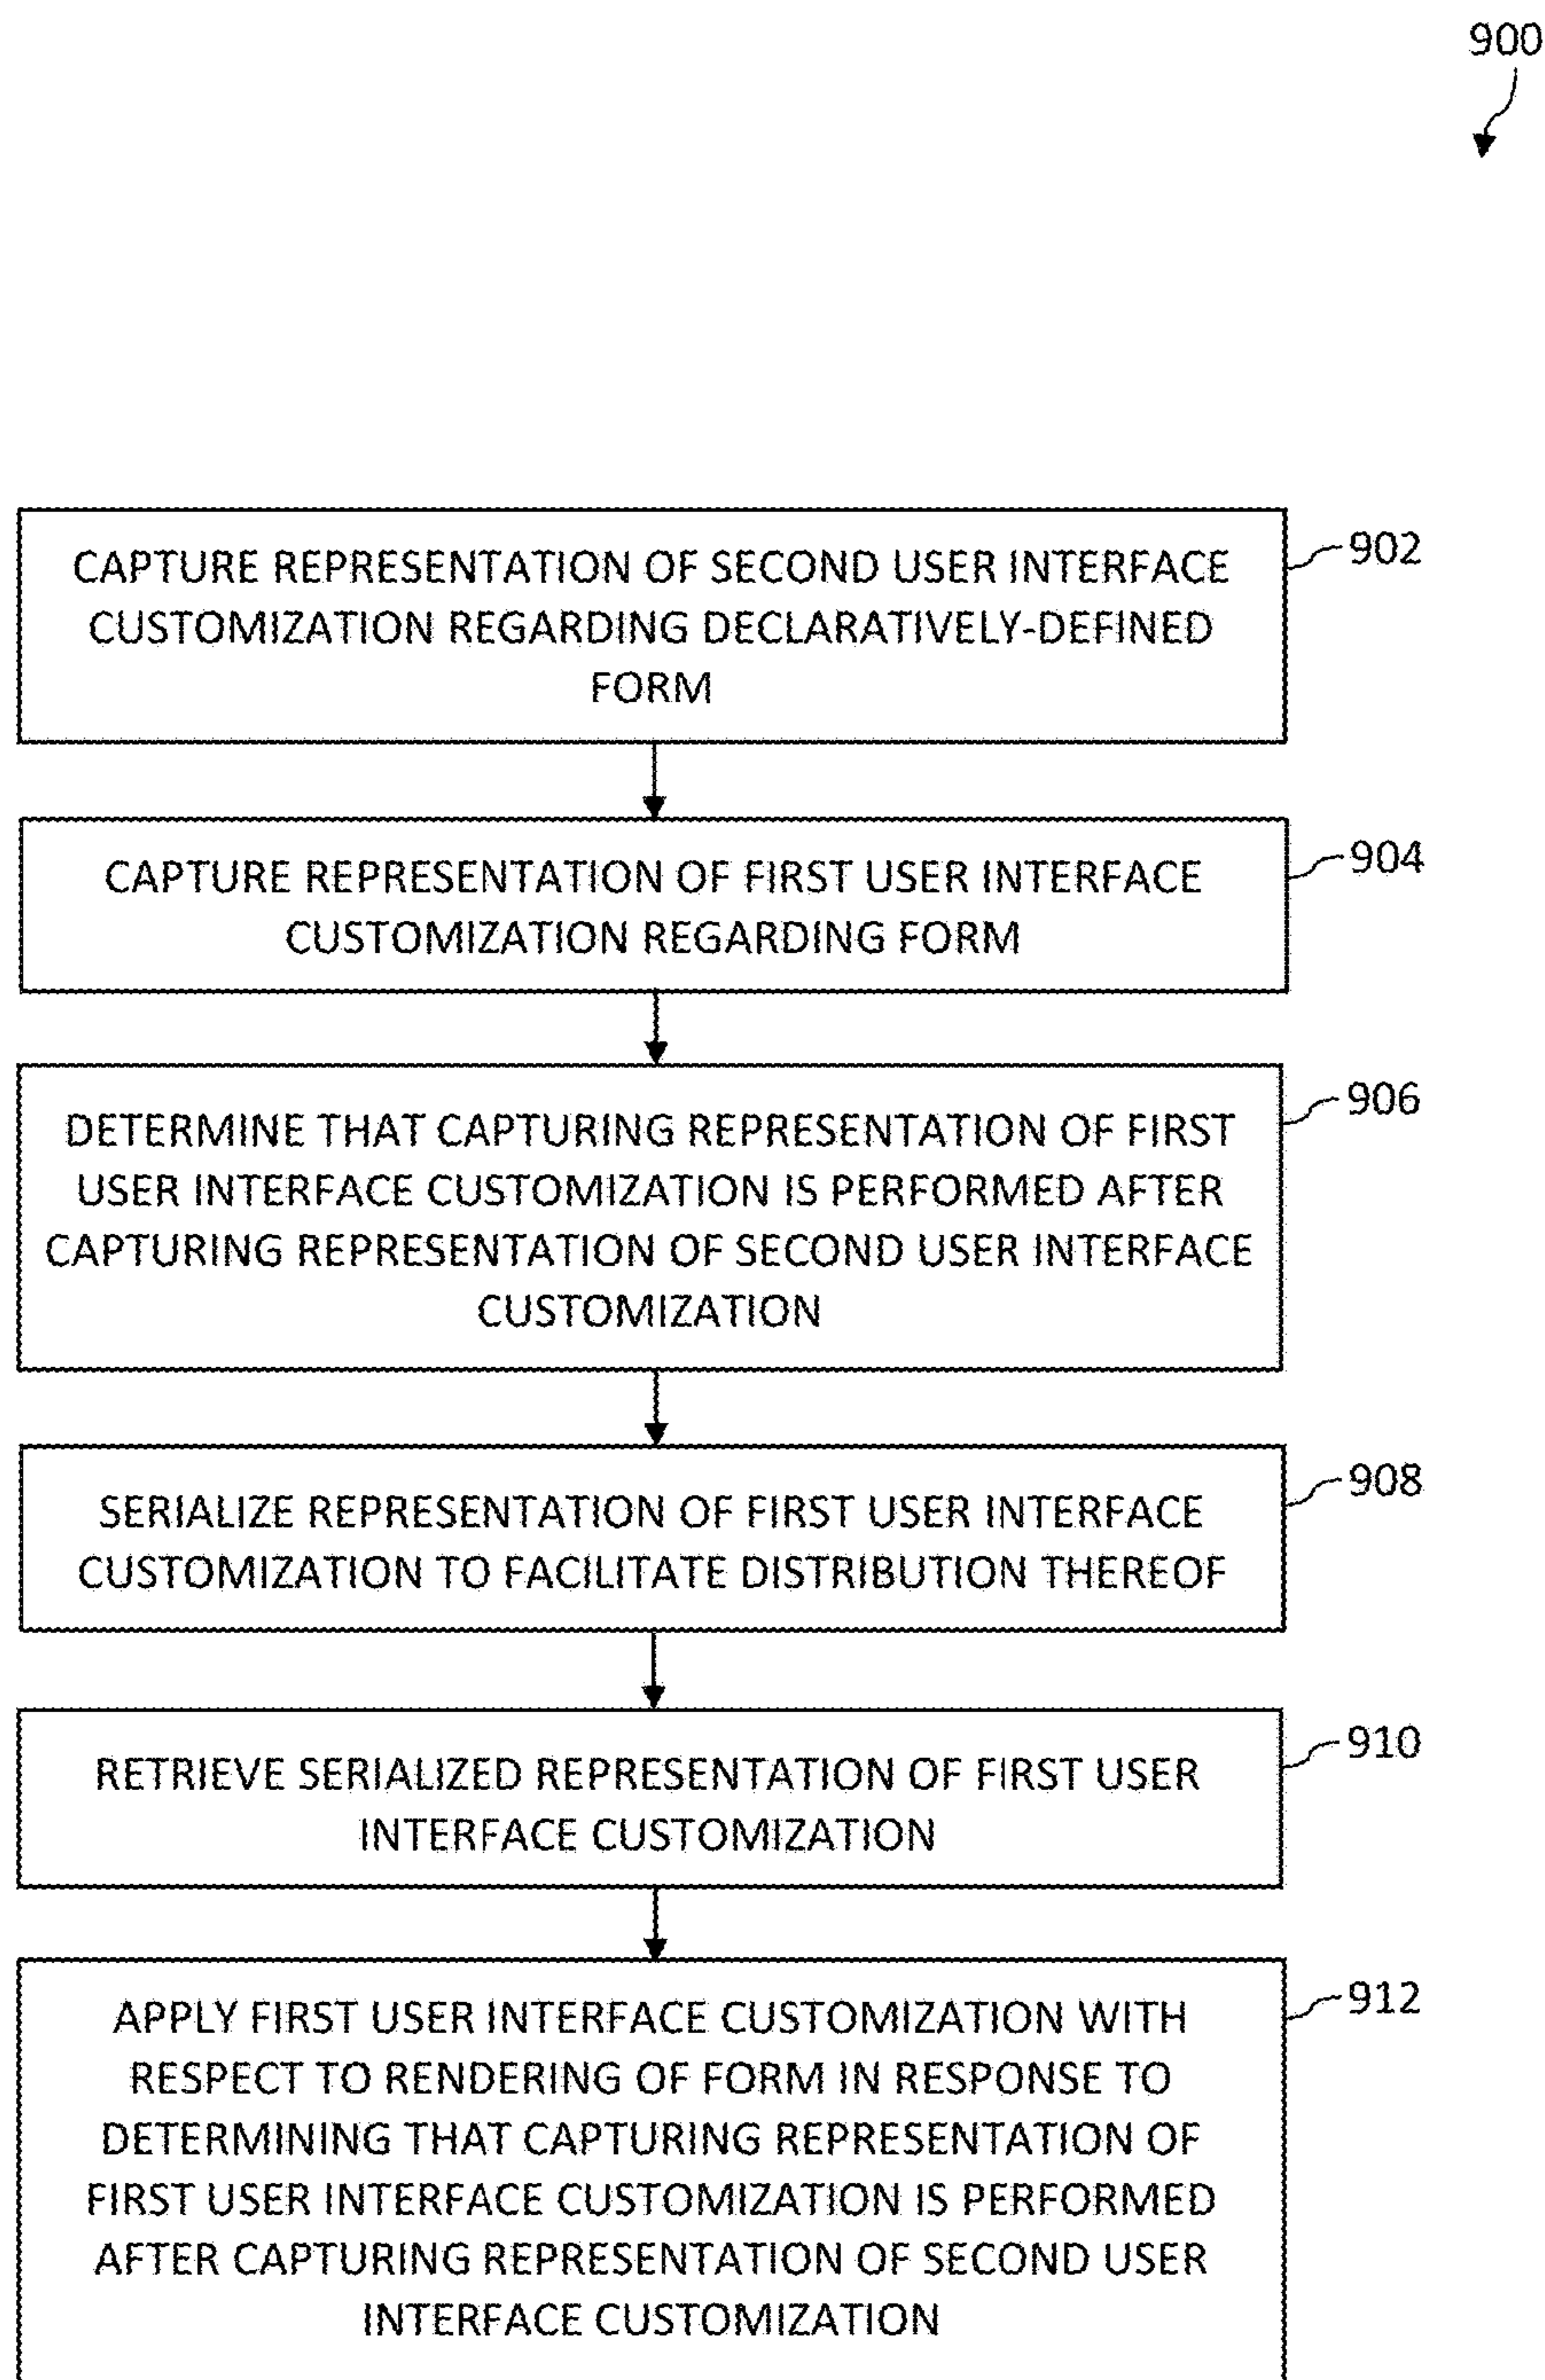 900
CAPTURE REPRESENTATION OF SECOND USER INTERFACE
CUSTOMIZATION REGARDING DECLARATIVELY-DEFINED
FORM
902
CAPTURE REPRESENTATION OF FIRST USER INTERFACE
CUSTOMIZATION REGARDING FORM
904
DETERMINE THAT CAPTURING REPRESENTATION OF FIRST
USER INTERFACE CUSTOMIZATION IS PERFORMED AFTER
CAPTURING REPRESENTATION OF SECOND USER INTERFACE
CUSTOMIZATION
906
SERIALIZE REPRESENTATION OF FIRST USER INTERFACE
CUSTOMIZATION TO FACILITATE DISTRIBUTION THEREOF
908
RETRIEVE SERIALIZED REPRESENTATION OF FIRST USER
INTERFACE CUSTOMIZATION
910
APPLY FIRST USER INTERFACE CUSTOMIZATION WITH
RESPECT TO RENDERING OF FORM IN RESPONSE TO
DETERMINING THAT CAPTURING REPRESENTATION OF
FIRST USER INTERFACE CUSTOMIZATION IS PERFORMED
AFTER CAPTURING REPRESENTATION OF SECOND USER
INTERFACE CUSTOMIZATION
912